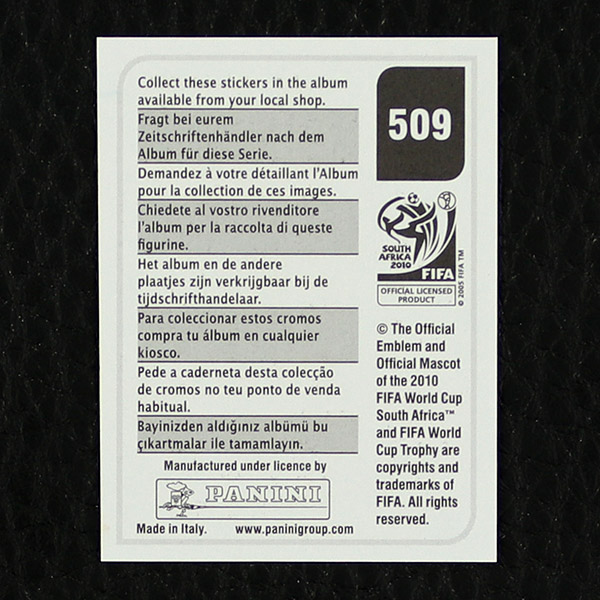 Collect these stickers in the album
available from your local shop.
Fragt bei eurem
Zeitschriftenhändler nach dem
Album für diese Serie.
Demandez à votre détaillant l'Album
pour la collection de ces images.
Chiedete al vostro rivenditore
l'album per la raccolta di queste
figurine.
Het album en de andere
plaatjes zijn verkrijgbaar bij de
tijdschrifthandelaar.
Para coleccionar estos cromos
compra tu álbum en cualquier
kiosco.
Pede a caderneta desta colecção
de cromos no teu ponto de venda
habitual.
Bayinizden aldığınız albümü bu
çıkartmalar ile tamamlayın.
Manufactured under licence by
PANINI
Made in Italy. www.paninigroup.com
509
SOUTH
AFRICA
2010
FIFA
OFFICIAL LICENSED
PRODUCT
© 2005 FIFA TM
© The Official
Emblem and
Official Mascot
of the 2010
FIFA World Cup
South Africa™
and FIFA World
Cup Trophy are
copyrights and
trademarks of
FIFA. All rights
reserved.